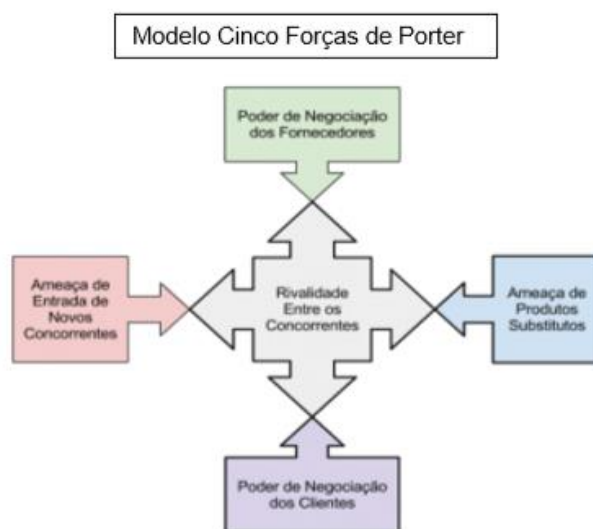 Modelo Cinco Forças de Porter
Poder de Negociação
dos Fornecedores
Ameaça de
Entrada de
Novos
Concorrentes
Rivalidade
Entre os
Concorrentes
Ameaça de
Produtos
Substitutos
Poder de Negociação
dos Clientes